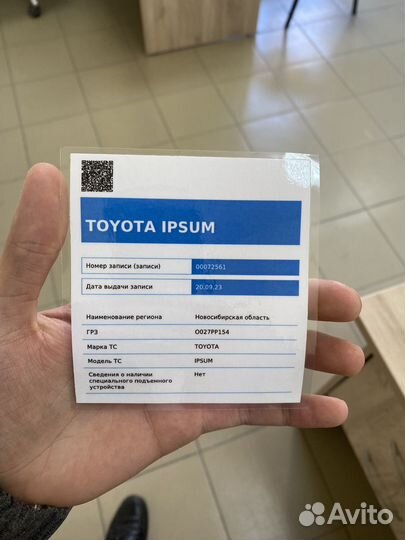 TOYOTA IPSUM
Номер записи (записи) 00072561
Дата выдачи записи 20.09.23
Наименование региона Новосибирская область
ГРЗ О027РР154
Марка ТС TOYOTA
Модель ТС IPSUM
Сведения о наличии Нет
специального подъемного
устройства
Avito